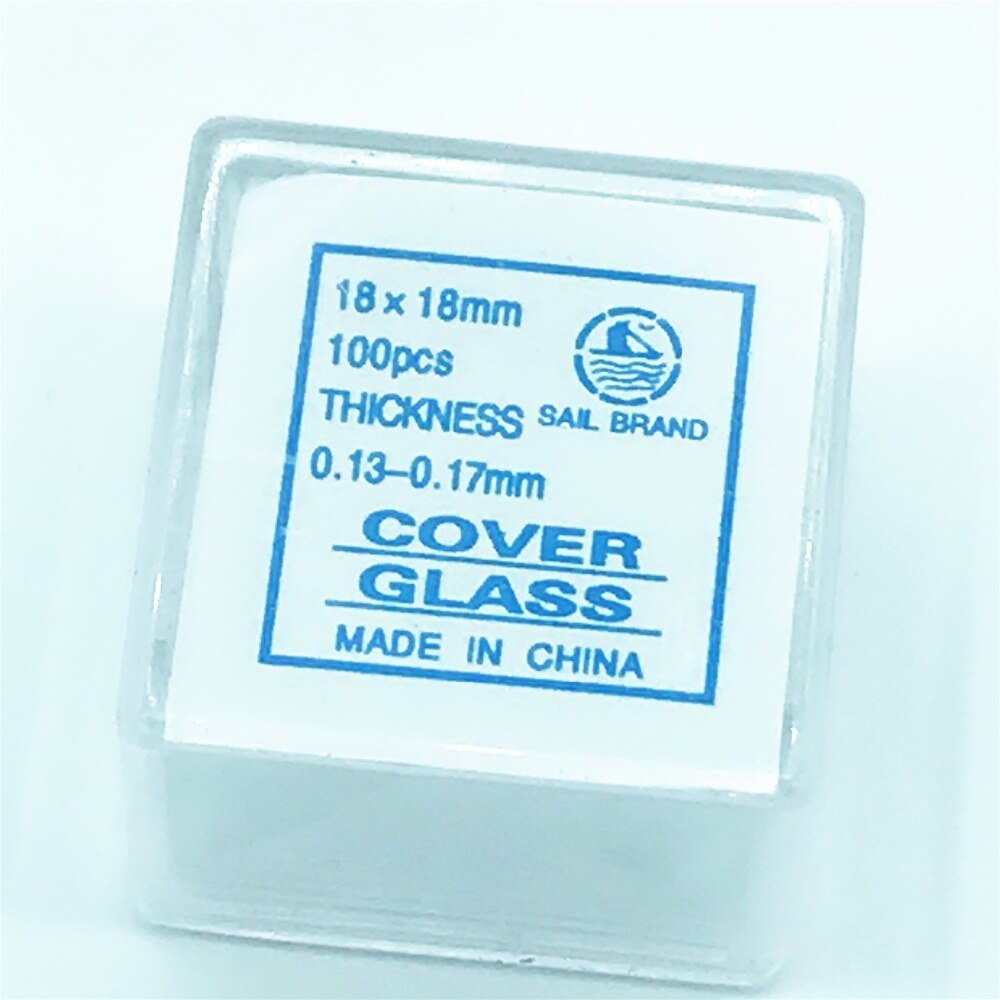 18 × 18mm
100pcs
THICKNESS
0.13–0.17mm
SAIL BRAND
COVER
GLASS
MADE IN CHINA